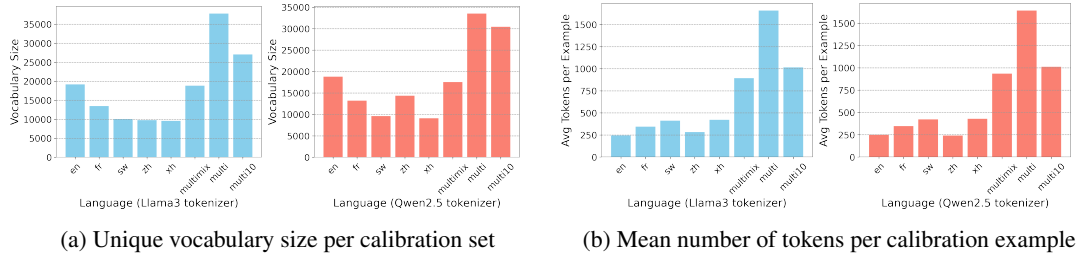 35000
30000
25000
20000
15000
10000
5000
0
Vocabulary Size
en
fr
sw
zh
xh
multimix
multi
multi10
Language (Llama3 tokenizer)
35000
30000
25000
20000
15000
10000
5000
0
Vocabulary Size
en
fr
sw
zh
xh
multimix
multi
multi10
Language (Qwen2.5 tokenizer)
(a) Unique vocabulary size per calibration set
1500
1250
1000
750
500
250
0
Avg Tokens per Example
en
fr
sw
zh
xh
multimix
multi
multi10
Language (Llama3 tokenizer)
1500
1250
1000
750
500
250
0
Avg Tokens per Example
en
fr
sw
zh
xh
multimix
multi
multi10
Language (Qwen2.5 tokenizer)
(b) Mean number of tokens per calibration example